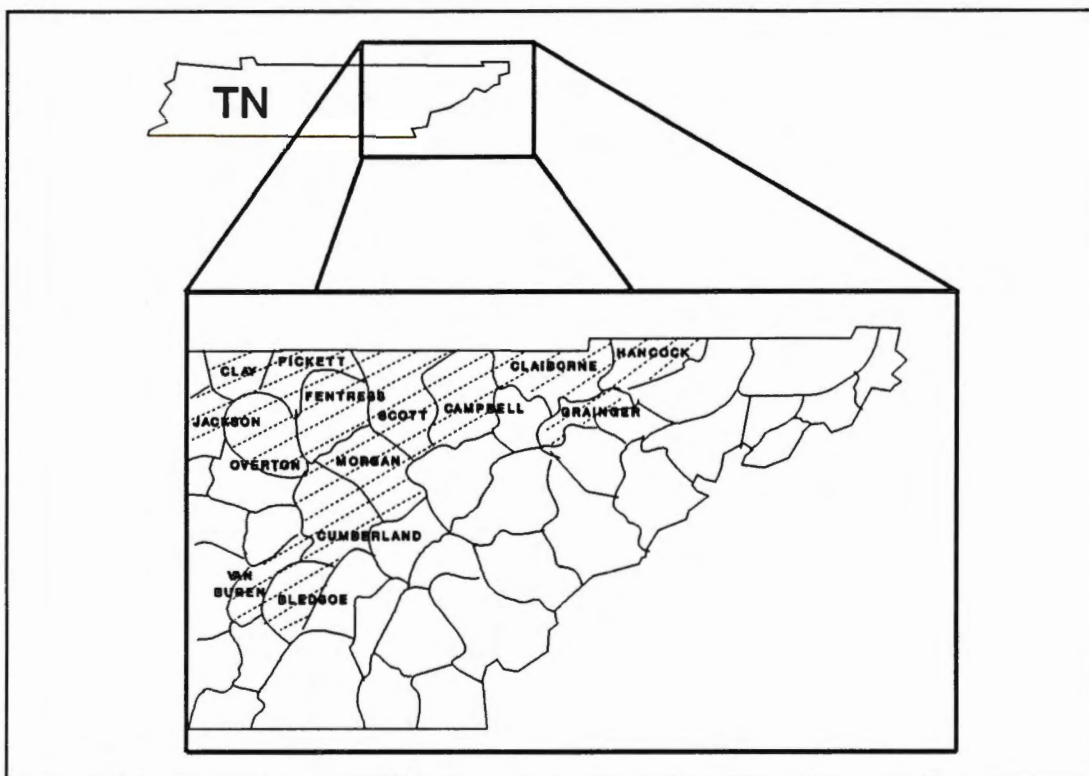 TN
HANCOCK
PICKETT
CLAIBORNE
CLAY
FENTRESS
CAMPBELL
GRAINGER
SCOTT
JACKSON
OVERTON
MORGAN
CUMBERLAND
VAN
BUREN
BLEDSOE